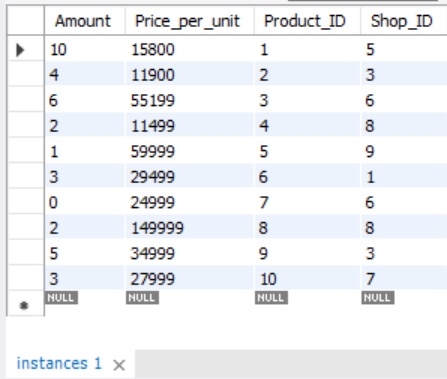 Amount Price_per_unit Product_ID Shop_ID
10 15800 1 5
4 11900 2 3
6 55199 3 6
2 11499 4 8
1 59999 5 9
3 29499 6 1
0 24999 7 6
2 149999 8 8
5 34999 9 3
3 27999 10 7
NULL NULL NULL NULL
instances 1